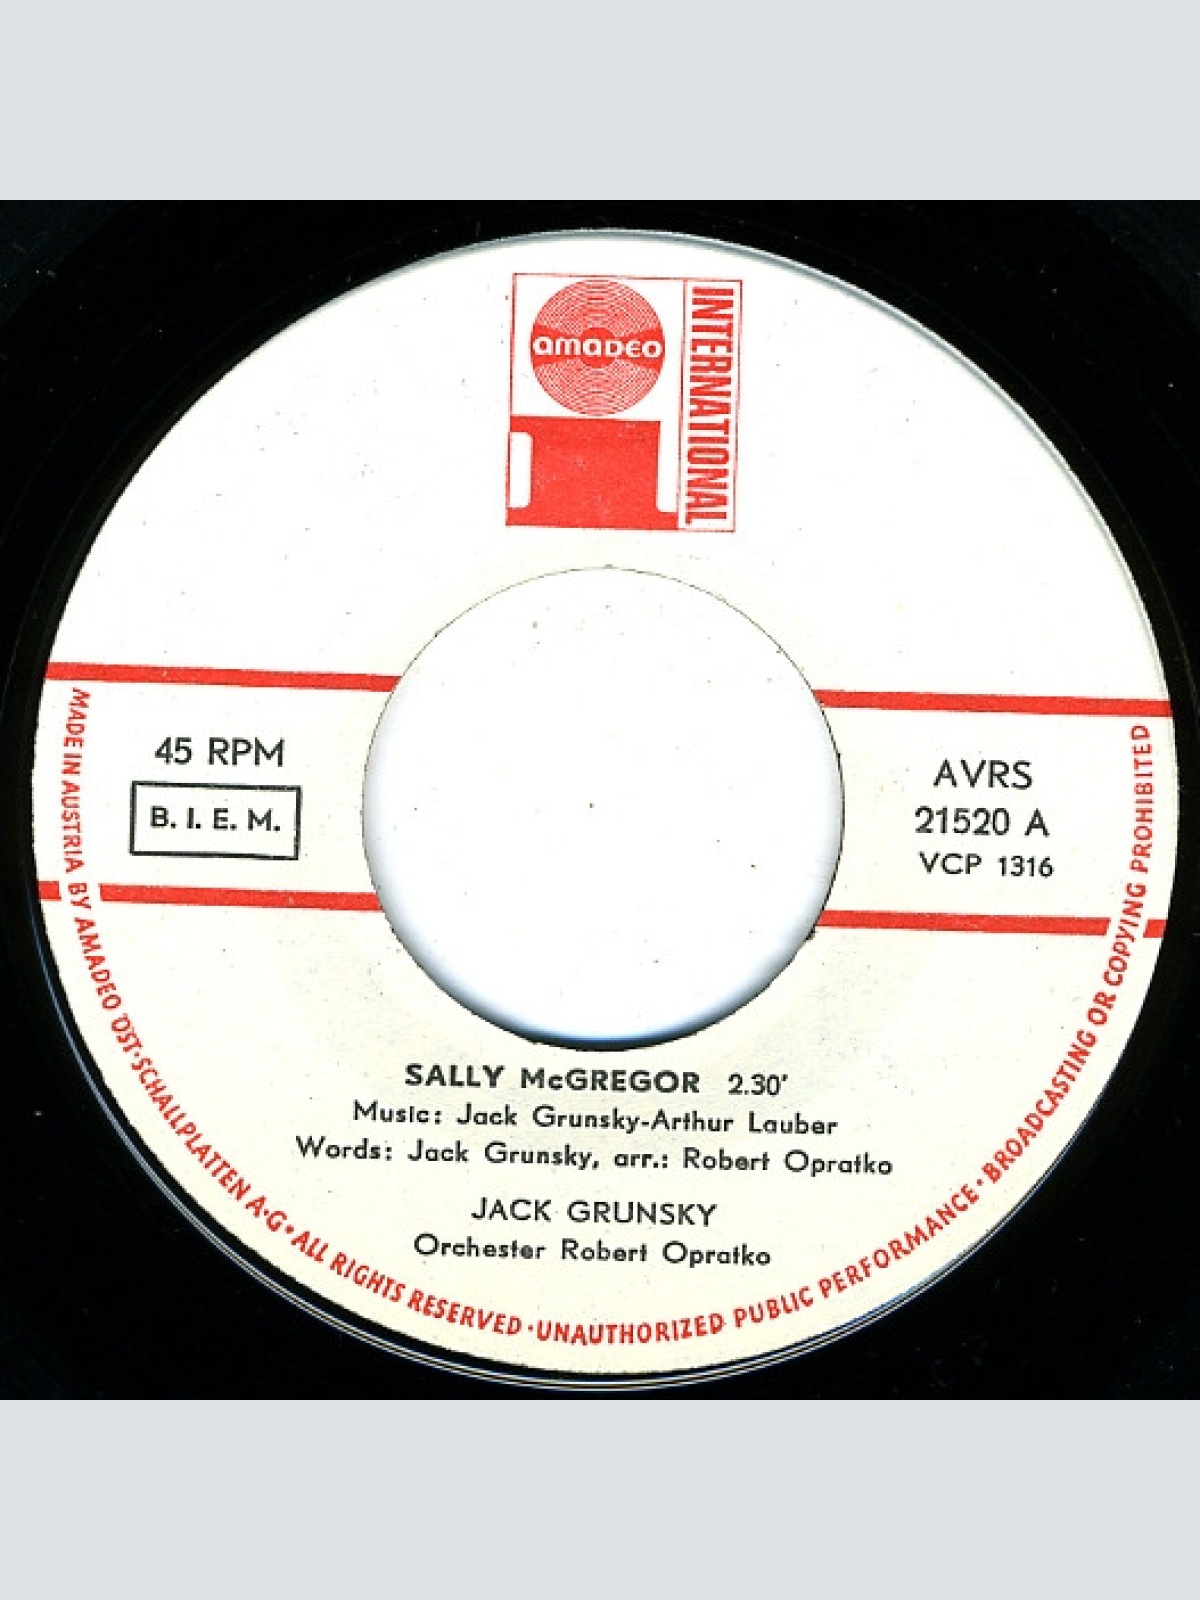 amadeo
INTERNATIONAL
45 RPM
B. I. E. M.
AVRS
21520 A
VCP 1316
SALLY McGREGOR 2.30'
Music: Jack Grunsky-Arthur Lauber
Words: Jack Grunsky, arr.: Robert Opratko
JACK GRUNSKY
Orchester Robert Opratko
MADE IN AUSTRIA BY AMADEO ÖST·SCHALLPLATTEN A·G·ALL RIGHTS RESERVED·UNAUTHORIZED PUBLIC PERFORMANCE·BROADCASTING OR COPYING PROHIBITED